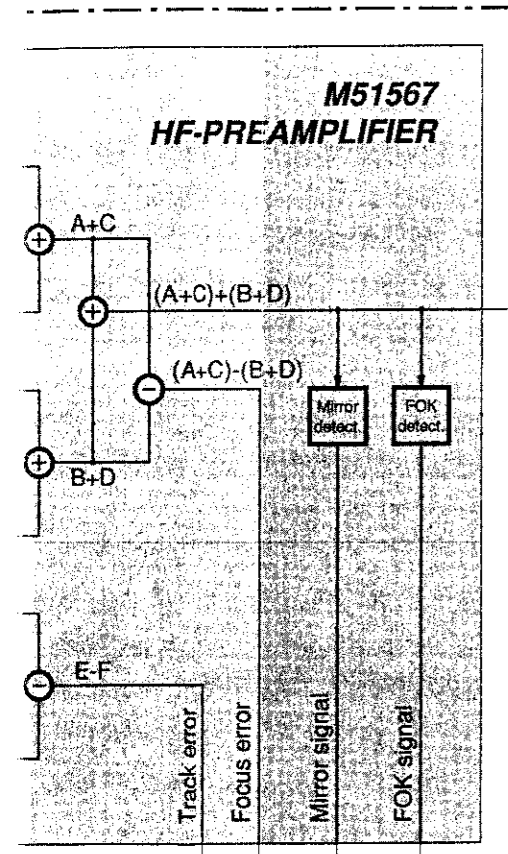 M51567
HF-PREAMPLIFIER
A+C
+
+
(A+C)+(B+D)
(A+C)-(B+D)
−
Mirror
detect.
FOK
detect.
+
B+D
E-F
−
Track error
Focus error
Mirror signal
FOK signal